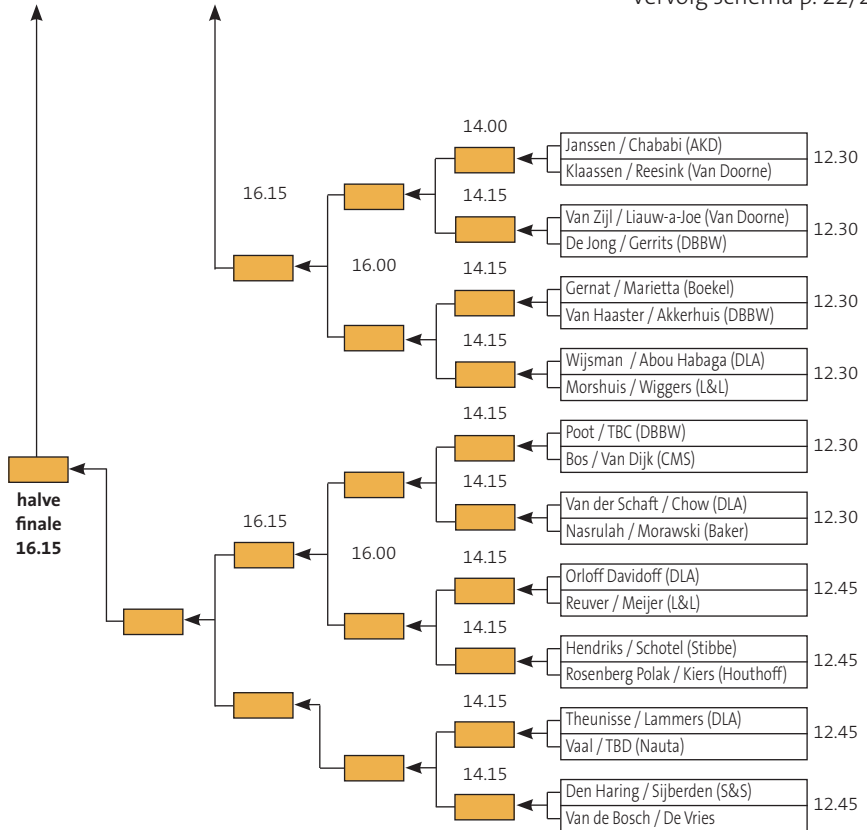 vervolg schema p. 22/2
14.00
Janssen / Chababi (AKD)
Klaassen / Reesink (Van Doorne)
12.30
16.15
14.15
Van Zijl / Liauw-a-Joe (Van Doorne)
De Jong / Gerrits (DBBW)
12.30
16.00
14.15
Gernat / Marietta (Boekel)
Van Haaster / Akkerhuis (DBBW)
12.30
14.15
Wijsman / Abou Habaga (DLA)
Morshuis / Wiggers (L&L)
12.30
14.15
Poot / TBC (DBBW)
Bos / Van Dijk (CMS)
12.30
halve
finale
16.15
16.15
14.15
Van der Schaft / Chow (DLA)
Nasrulah / Morawski (Baker)
12.30
16.00
14.15
Orloff Davidoff (DLA)
Reuver / Meijer (L&L)
12.45
14.15
Hendriks / Schotel (Stibbe)
Rosenberg Polak / Kiers (Houthoff)
12.45
14.15
Theunisse / Lammers (DLA)
Vaal / TBD (Nauta)
12.45
14.15
Den Haring / Sijberden (S&S)
Van de Bosch / De Vries
12.45